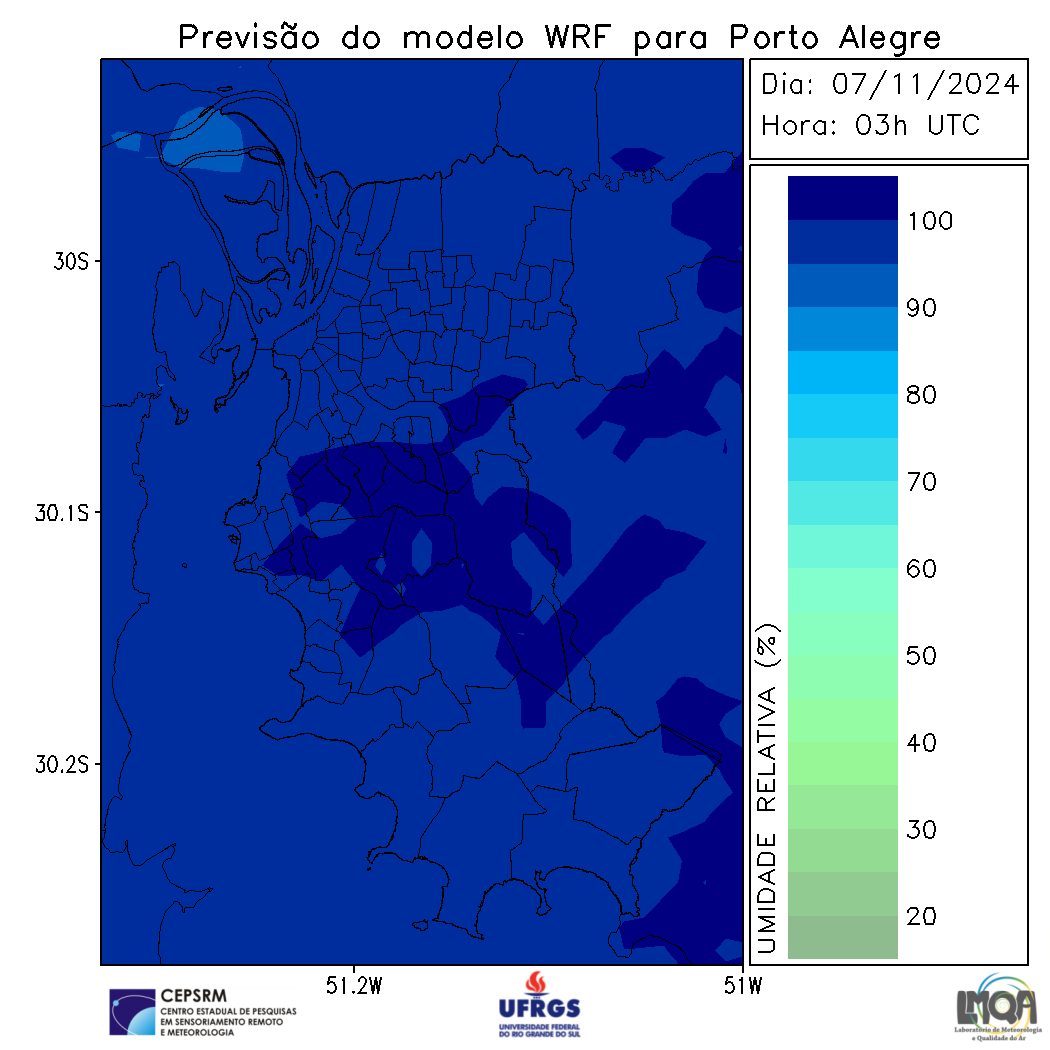 Previsão do modelo WRF para Porto Alegre
Dia: 07/11/2024
Hora: 03h UTC
30S
30.1S
30.2S
51.2W
51W
UMIDADE RELATIVA (%)
100
90
80
70
60
50
40
30
20
CEPSRM
CENTRO ESTADUAL DE PESQUISAS
EM SENSORIAMENTO REMOTO
E METEOROLOGIA
UFRGS
UNIVERSIDADE FEDERAL
DO RIO GRANDE DO SUL
LMQA
Laboratório de Meteorologia
e Qualidade do Ar